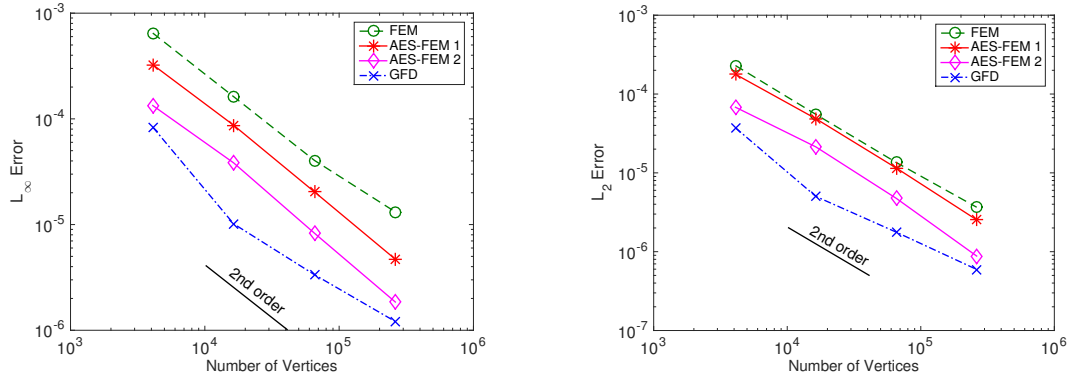 10^-3
10^-4
10^-5
10^-6
L∞ Error
FEM
AES-FEM 1
AES-FEM 2
GFD
2nd order
10^3
10^4
10^5
10^6
Number of Vertices
10^-3
10^-4
10^-5
10^-6
10^-7
L2 Error
FEM
AES-FEM 1
AES-FEM 2
GFD
2nd order
10^3
10^4
10^5
10^6
Number of Vertices